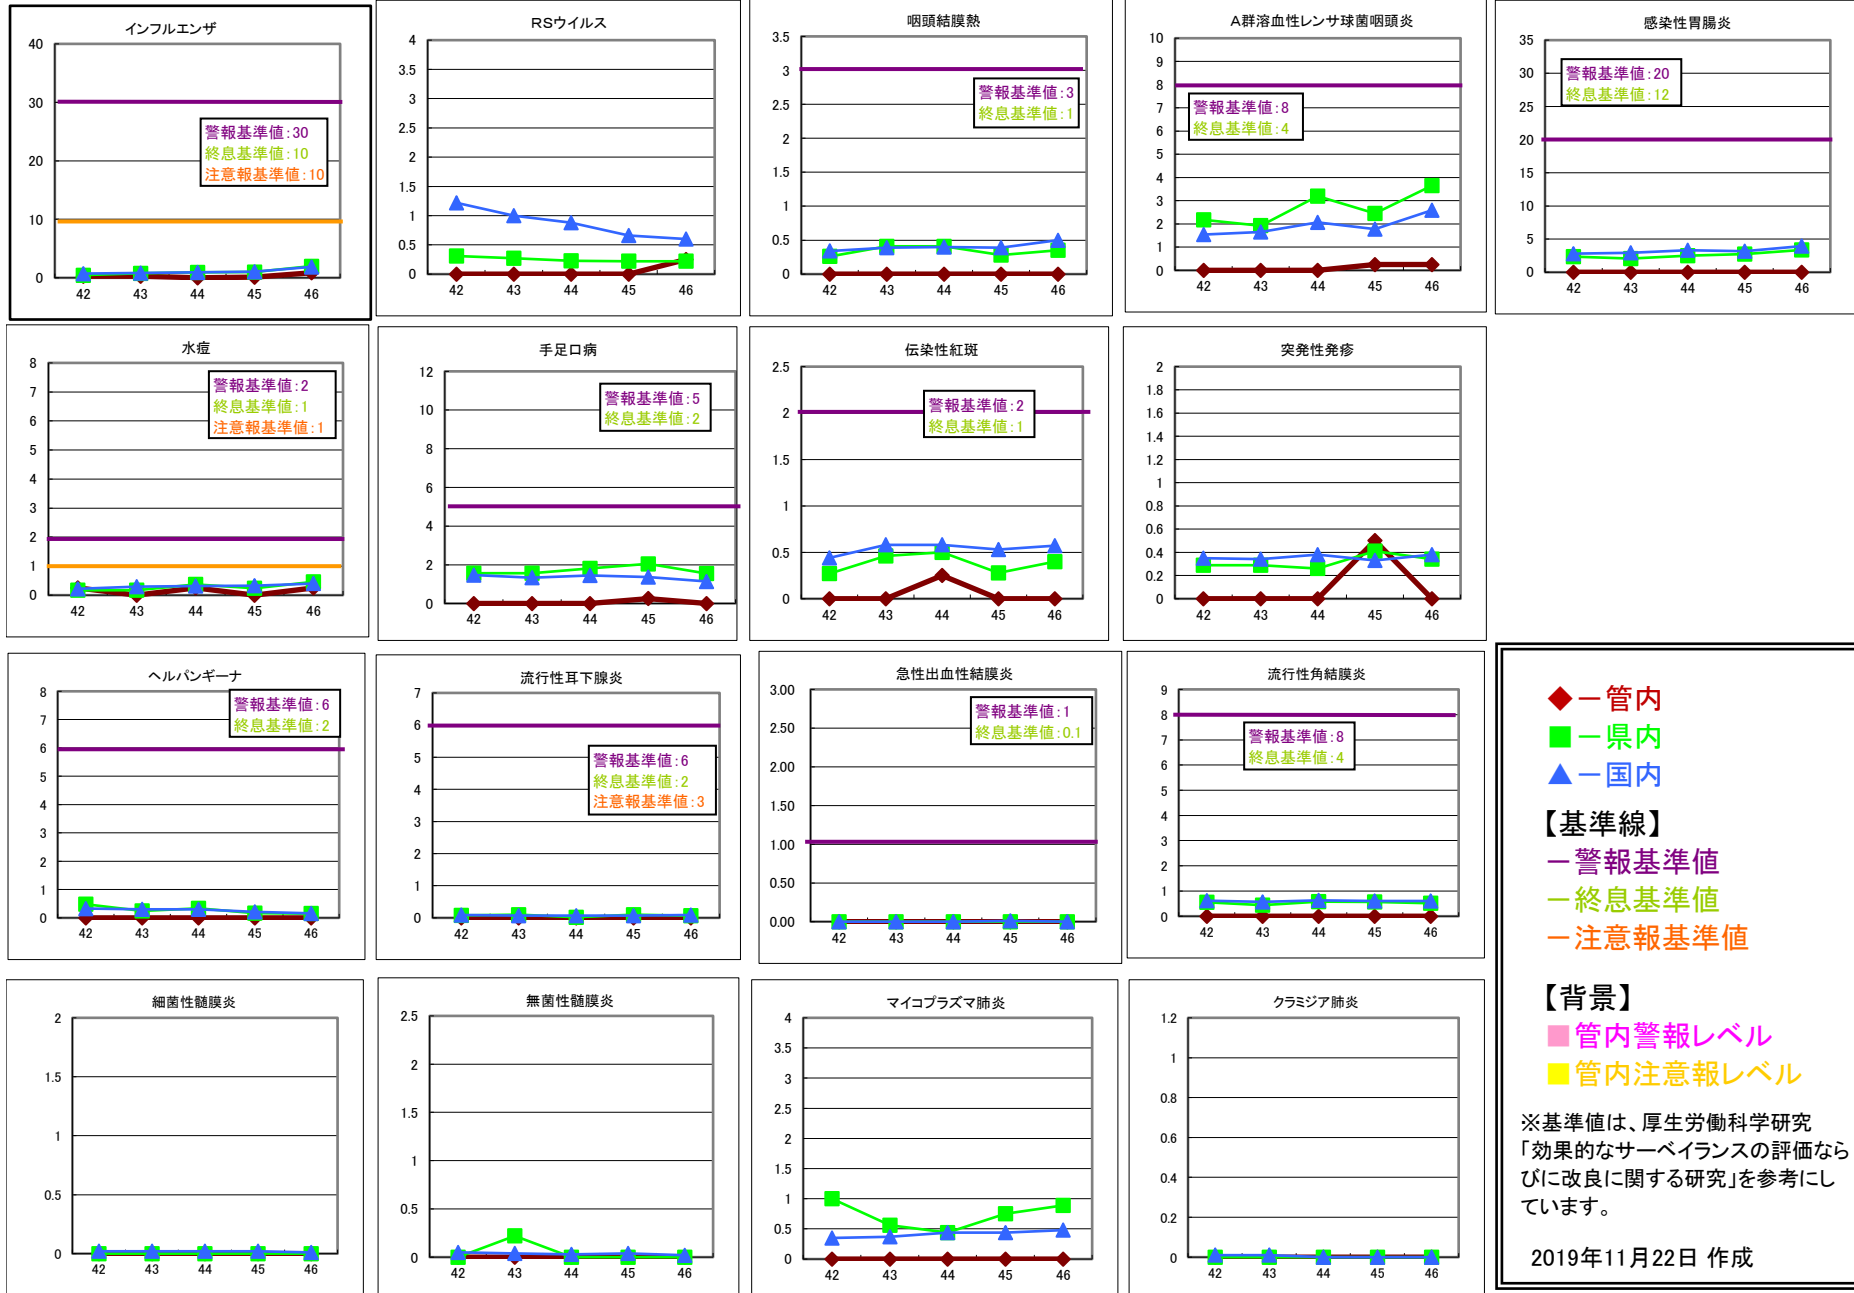 インフルエンザ
40
30
20
10
0
42 43 44 45 46
警報基準値:30
終息基準値:10
注意報基準値:10
RSウイルス
4
3.5
3
2.5
2
1.5
1
0.5
0
42 43 44 45 46
咽頭結膜熱
3.5
3
2.5
2
1.5
1
0.5
0
42 43 44 45 46
警報基準値:3
終息基準値:1
A群溶血性レンサ球菌咽頭炎
10
9
8
7
6
5
4
3
2
1
0
42 43 44 45 46
警報基準値:8
終息基準値:4
感染性胃腸炎
35
30
25
20
15
10
5
0
42 43 44 45 46
警報基準値:20
終息基準値:12
水痘
8
7
6
5
4
3
2
1
0
42 43 44 45 46
警報基準値:2
終息基準値:1
注意報基準値:1
手足口病
12
10
8
6
4
2
0
42 43 44 45 46
警報基準値:5
終息基準値:2
伝染性紅斑
2.5
2
1.5
1
0.5
0
42 43 44 45 46
警報基準値:2
終息基準値:1
突発性発疹
2
1.8
1.6
1.4
1.2
1
0.8
0.6
0.4
0.2
0
42 43 44 45 46
ヘルパンギーナ
8
7
6
5
4
3
2
1
0
42 43 44 45 46
警報基準値:6
終息基準値:2
流行性耳下腺炎
7
6
5
4
3
2
1
0
42 43 44 45 46
警報基準値:6
終息基準値:2
注意報基準値:3
急性出血性結膜炎
3.00
2.50
2.00
1.50
1.00
0.50
0.00
42 43 44 45 46
警報基準値:1
終息基準値:0.1
流行性角結膜炎
9
8
7
6
5
4
3
2
1
0
42 43 44 45 46
警報基準値:8
終息基準値:4
細菌性髄膜炎
2
1.5
1
0.5
0
42 43 44 45 46
無菌性髄膜炎
2.5
2
1.5
1
0.5
0
42 43 44 45 46
マイコプラズマ肺炎
4
3.5
3
2.5
2
1.5
1
0.5
0
42 43 44 45 46
クラミジア肺炎
1.2
1
0.8
0.6
0.4
0.2
0
42 43 44 45 46
◆－管内
■－県内
▲－国内
【基準線】
－警報基準値
－終息基準値
－注意報基準値
【背景】
■管内警報レベル
■管内注意報レベル
※基準値は、厚生労働科学研究
「効果的なサーベイランスの評価なら
びに改良に関する研究」を参考にし
ています。
2019年11月22日 作成